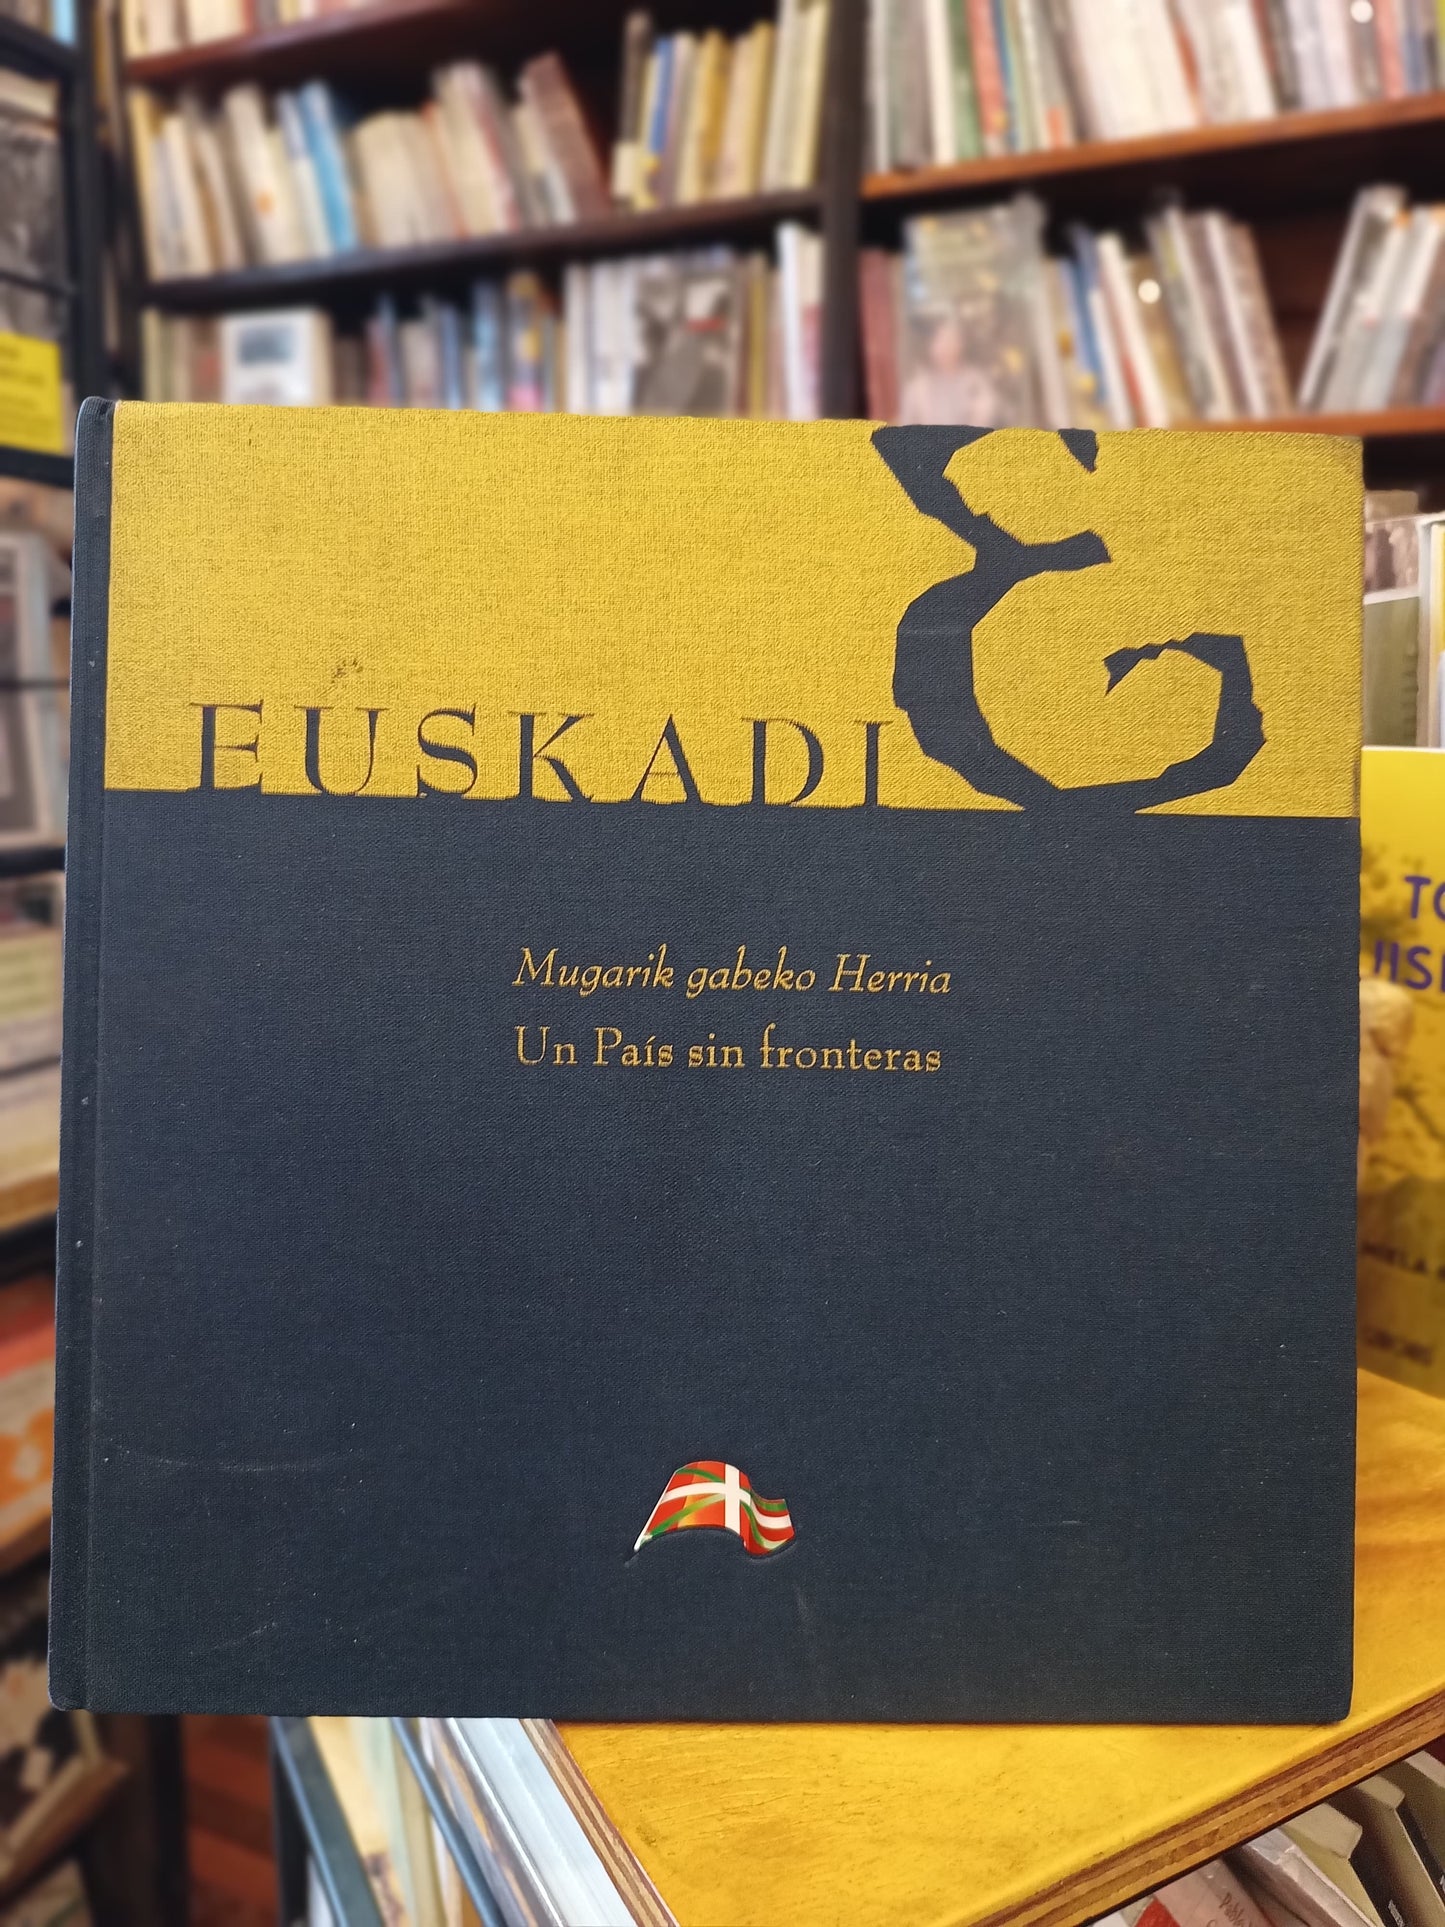 EUSKADI
E
Mugarik gabeko Herria
Un País sin fronteras